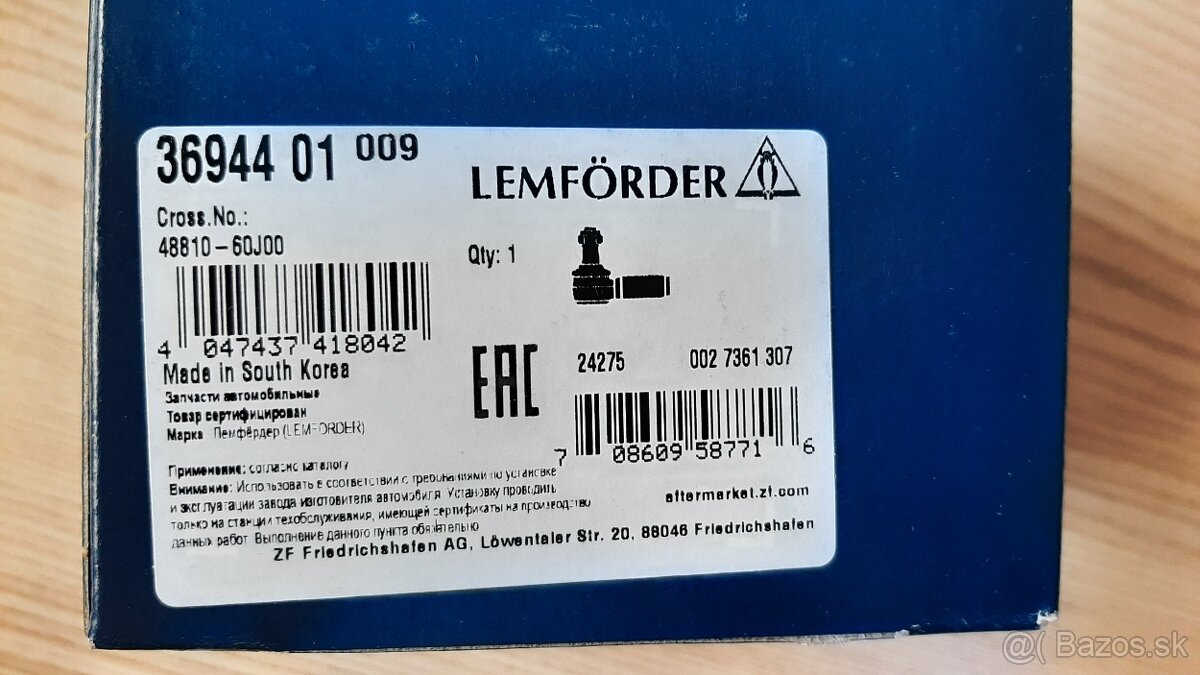 36944 01 009
LEMFÖRDER
Cross.No.:
48810-60J00
Qty: 1
4 047437 418042
Made in South Korea
Запчасти автомобильные
Товар сертифицирован
Марка Лемфёрдер (LEMFÖRDER)
EAC
24275 002 7361 307
7 08609 58771 6
Применение: согласно каталогу
Внимание: Использовать в соответствии с требованиями по установке
и эксплуатации завода изготовителя автомобиля. Установку проводить
только на станции техобслуживания, имеющей сертификаты на производство
данных работ. Выполнение данного пункта обязательно
aftermarket.zf.com
ZF Friedrichshafen AG, Löwentaler Str. 20, 88046 Friedrichshafen
@( Bazos.sk